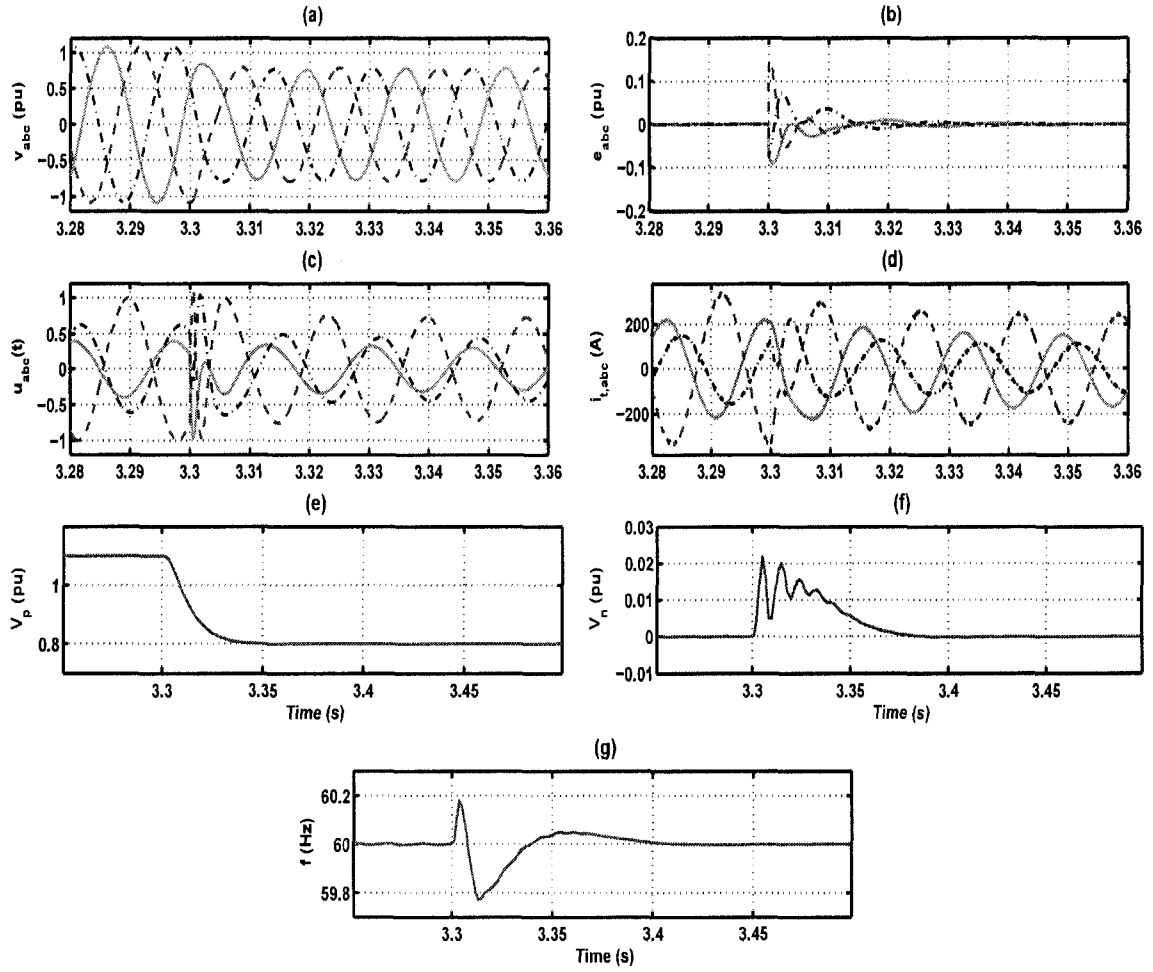 (a)
(b)
v_abc (pu)
1
0.5
0
−0.5
−1
3.28 3.29 3.3 3.31 3.32 3.33 3.34 3.35 3.36
e_abc (pu)
0.2
0.1
0
−0.1
−0.2
3.28 3.29 3.3 3.31 3.32 3.33 3.34 3.35 3.36
(c)
(d)
u_abc(t)
1
0.5
0
−0.5
−1
3.28 3.29 3.3 3.31 3.32 3.33 3.34 3.35 3.36
i_t,abc (A)
200
0
−200
3.28 3.29 3.3 3.31 3.32 3.33 3.34 3.35 3.36
(e)
(f)
V_p (pu)
1
0.8
3.3 3.35 3.4 3.45
Time (s)
V_n (pu)
0.03
0.02
0.01
0
−0.01
3.3 3.35 3.4 3.45
Time (s)
(g)
f (Hz)
60.2
60
59.8
3.3 3.35 3.4 3.45
Time (s)